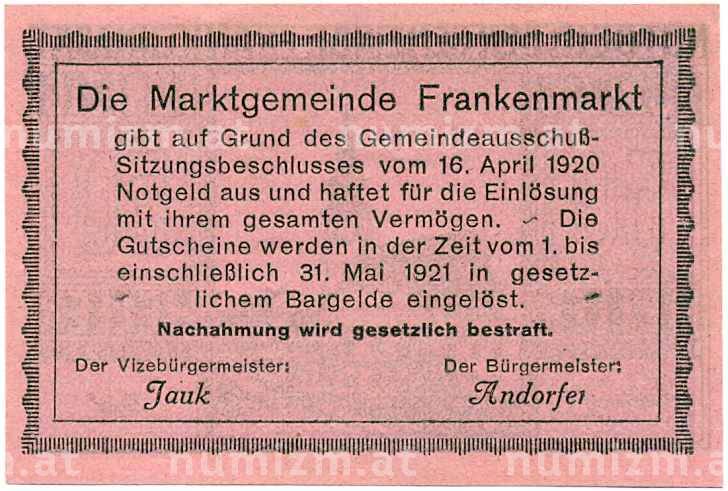 Die Marktgemeinde Frankenmarkt
gibt auf Grund des Gemeindeausschuß-
Sitzungsbeschlusses vom 16. April 1920
Notgeld aus und haftet für die Einlösung
mit ihrem gesamten Vermögen. ~ Die
Gutscheine werden in der Zeit vom 1. bis
einschließlich 31. Mai 1921 in gesetz-
~ lichem Bargelde eingelöst. ~
Nachahmung wird gesetzlich bestraft.
Der Vizebürgermeister: Der Bürgermeister:
Jauk Andorfer
numizm.at numizm.at